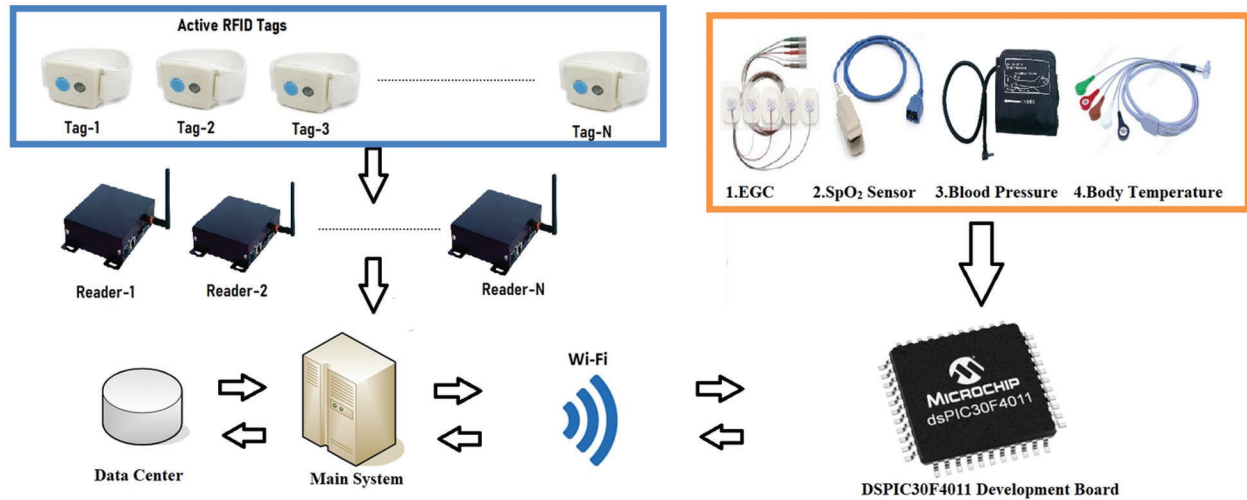 Active RFID Tags
Tag-1
Tag-2
Tag-3
Tag-N
1.EGC
2.SpO₂ Sensor
3.Blood Pressure
4.Body Temperature
Reader-1
Reader-2
Reader-N
Wi-Fi
MICROCHIP
dsPIC30F4011
Data Center
Main System
DSPIC30F4011 Development Board